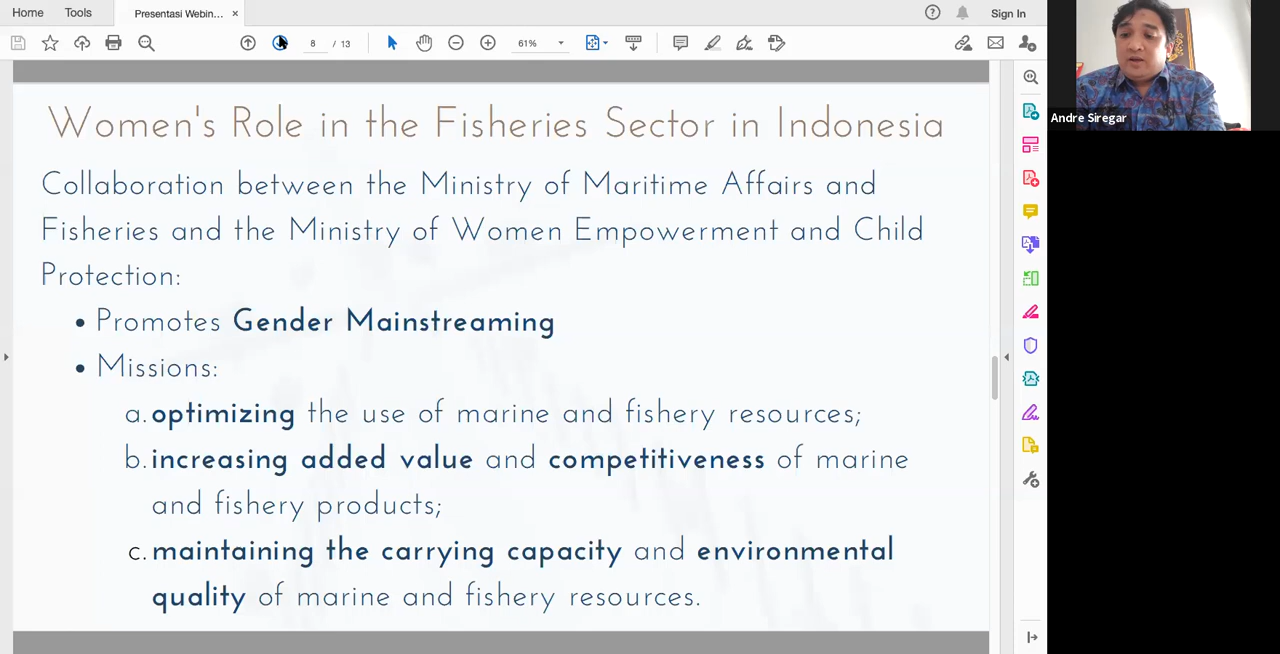 Home
Tools
Presentasi Webin...
×
Sign In
8
/ 13
61%
Women's Role in the Fisheries Sector in Indonesia
Collaboration between the Ministry of Maritime Affairs and
Fisheries and the Ministry of Women Empowerment and Child
Protection:
• Promotes Gender Mainstreaming
• Missions:
a. optimizing the use of marine and fishery resources;
b. increasing added value and competitiveness of marine
and fishery products;
c. maintaining the carrying capacity and environmental
quality of marine and fishery resources.
Andre Siregar